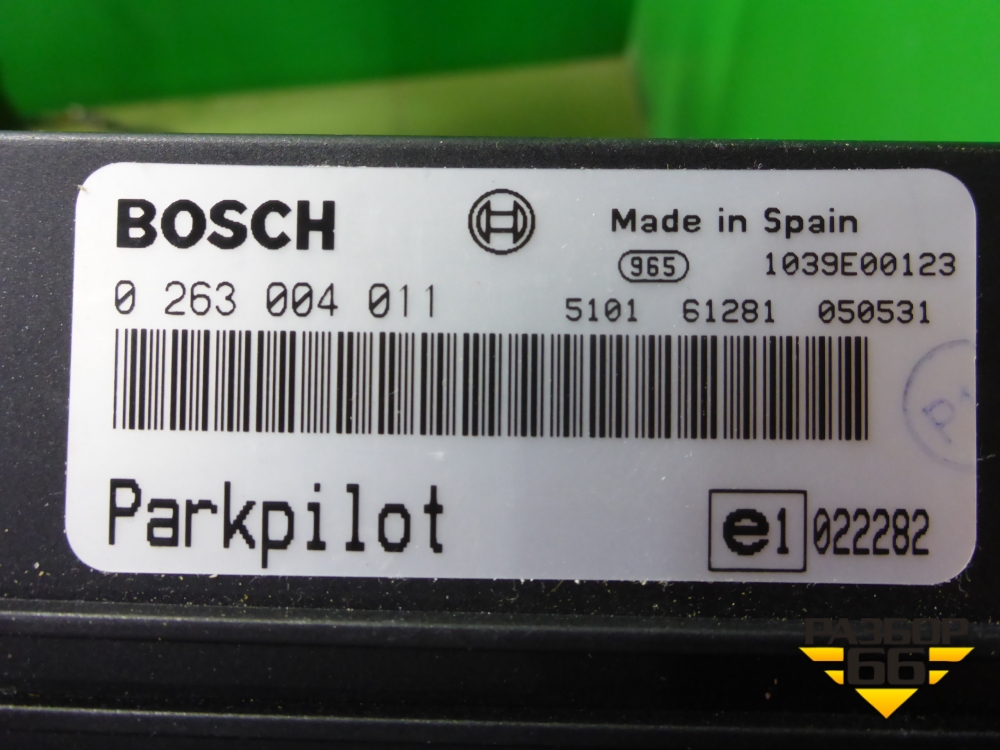 BOSCH Made in Spain
965 1039E00123
0 263 004 011 5101 61281 050531
Parkpilot
e1 022282
РАЗБОР
66